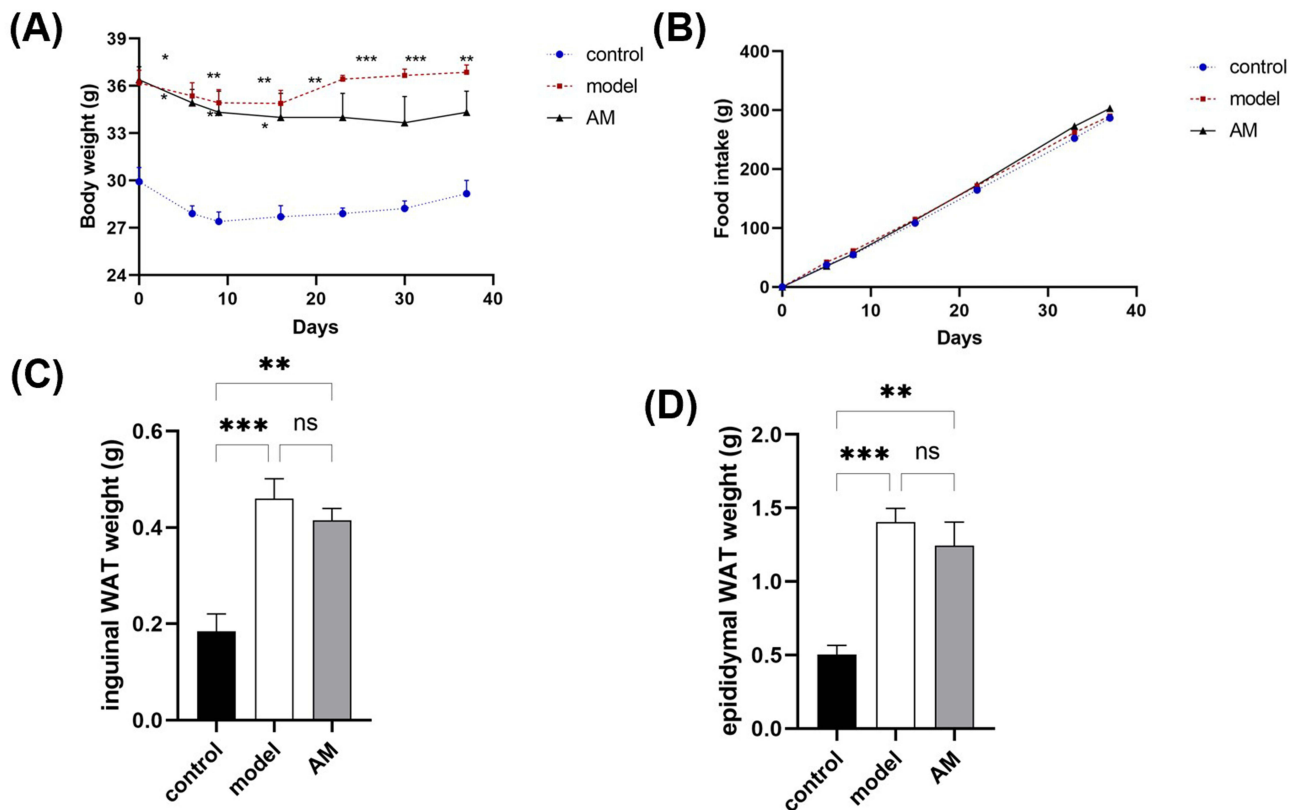 (A)
Body weight (g)
39
36
33
30
27
24
* ** ** ** *** *** **
* * *
0 10 20 30 40
Days
control
model
AM
(B)
Food intake (g)
400
300
200
100
0
0 10 20 30 40
Days
control
model
AM
(C)
inguinal WAT weight (g)
**
*** ns
0.6
0.4
0.2
0.0
control model AM
(D)
epididymal WAT weight (g)
**
*** ns
2.0
1.5
1.0
0.5
0.0
control model AM